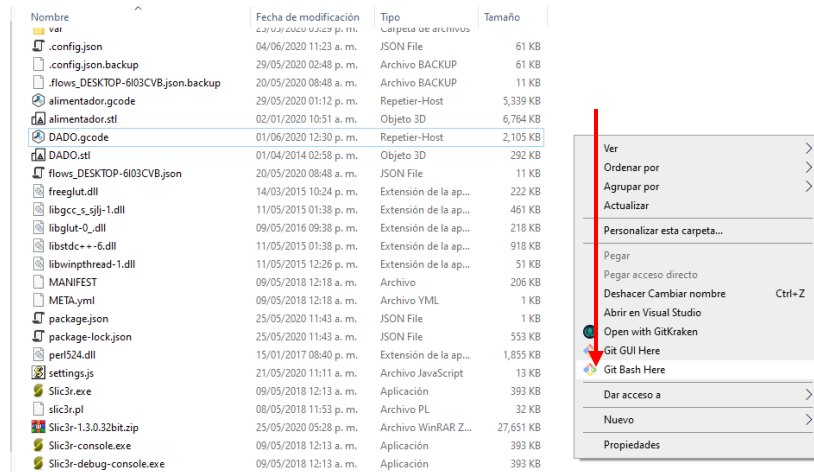 Nombre Fecha de modificación Tipo Tamaño
var 25/05/2020 05:29 p. m. Carpeta de archivos
.config.json 04/06/2020 11:23 a. m. JSON File 61 KB
.config.json.backup 29/05/2020 02:48 p. m. Archivo BACKUP 61 KB
.flows_DESKTOP-6I03CVB.json.backup 20/05/2020 08:48 a. m. Archivo BACKUP 11 KB
alimentador.gcode 29/05/2020 01:12 p. m. Repetier-Host 5,339 KB
alimentador.stl 02/01/2020 10:51 a. m. Objeto 3D 6,764 KB
DADO.gcode 01/06/2020 12:30 p. m. Repetier-Host 2,105 KB
DADO.stl 01/04/2014 02:58 p. m. Objeto 3D 292 KB
flows_DESKTOP-6I03CVB.json 20/05/2020 08:48 a. m. JSON File 11 KB
freeglut.dll 14/03/2015 10:24 p. m. Extensión de la ap... 222 KB
libgcc_s_sjlj-1.dll 11/05/2015 01:38 p. m. Extensión de la ap... 461 KB
libglut-0_.dll 09/05/2016 09:38 p. m. Extensión de la ap... 218 KB
libstdc++-6.dll 11/05/2015 01:38 p. m. Extensión de la ap... 918 KB
libwinpthread-1.dll 11/05/2015 12:26 p. m. Extensión de la ap... 51 KB
MANIFEST 09/05/2018 12:18 a. m. Archivo 206 KB
META.yml 09/05/2018 12:18 a. m. Archivo YML 1 KB
package.json 25/05/2020 11:43 a. m. JSON File 1 KB
package-lock.json 25/05/2020 11:43 a. m. JSON File 553 KB
perl524.dll 15/01/2017 08:40 p. m. Extensión de la ap... 1,855 KB
settings.js 21/05/2020 11:11 a. m. Archivo JavaScript 13 KB
Slic3r.exe 09/05/2018 12:13 a. m. Aplicación 393 KB
slic3r.pl 08/05/2018 11:53 p. m. Archivo PL 32 KB
Slic3r-1.3.0.32bit.zip 25/05/2020 05:28 p. m. Archivo WinRAR Z... 27,651 KB
Slic3r-console.exe 09/05/2018 12:13 a. m. Aplicación 393 KB
Slic3r-debug-console.exe 09/05/2018 12:13 a. m. Aplicación 393 KB
Ver
Ordenar por
Agrupar por
Actualizar
Personalizar esta carpeta...
Pegar
Pegar acceso directo
Deshacer Cambiar nombre Ctrl+Z
Abrir en Visual Studio
Open with GitKraken
Git GUI Here
Git Bash Here
Dar acceso a
Nuevo
Propiedades